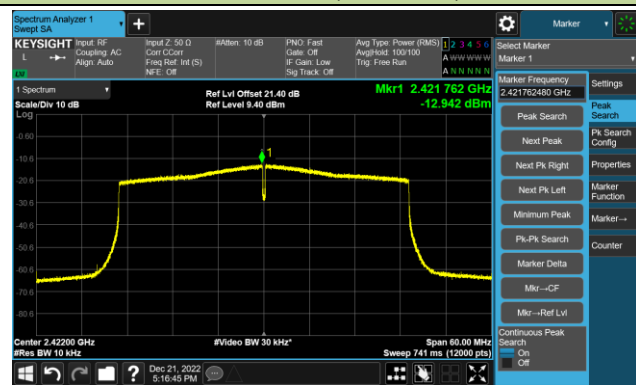 Spectrum Analyzer 1
Swept SA
+
Marker
KEYSIGHT
Input: RF
Coupling: AC
Align: Auto
Input Z: 50 Ω
Corr CCorr
Freq Ref: Int (S)
NFE: Off
#Atten: 10 dB
PNO: Fast
Gate: Off
IF Gain: Low
Sig Track: Off
Avg Type: Power (RMS)
Avg|Hold: 100/100
Trig: Free Run
1 2 3 4 5 6
A W W W W W
A N N N N N
L
Select Marker
Marker 1
1 Spectrum
Scale/Div 10 dB
Log
Ref Lvl Offset 21.40 dB
Ref Level 9.40 dBm
Mkr1 2.421 762 GHz
-12.942 dBm
Marker Frequency
2.421762480 GHz
Settings
Peak Search
Peak
Search
Next Peak
Pk Search
Config
Next Pk Right
Properties
Next Pk Left
Marker
Function
Minimum Peak
Marker→
Pk-Pk Search
Counter
Marker Delta
Mkr→CF
Mkr→Ref Lvl
Continuous Peak
Search
On
Off
-0.60
-10.6
-20.6
-30.6
-40.6
-50.6
-60.6
-70.6
-80.6
1
Center 2.42200 GHz
#Res BW 10 kHz
#Video BW 30 kHz*
Span 60.00 MHz
Sweep 741 ms (12000 pts)
?
Dec 21, 2022
5:16:45 PM